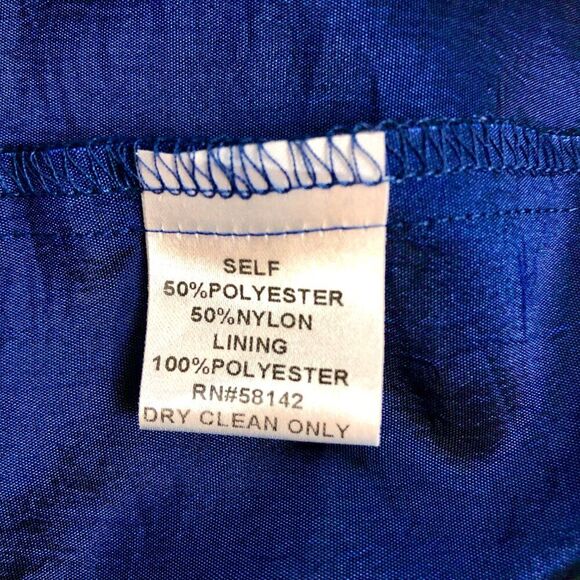 SELF
50%POLYESTER
50%NYLON
LINING
100%POLYESTER
RN#58142
DRY CLEAN ONLY